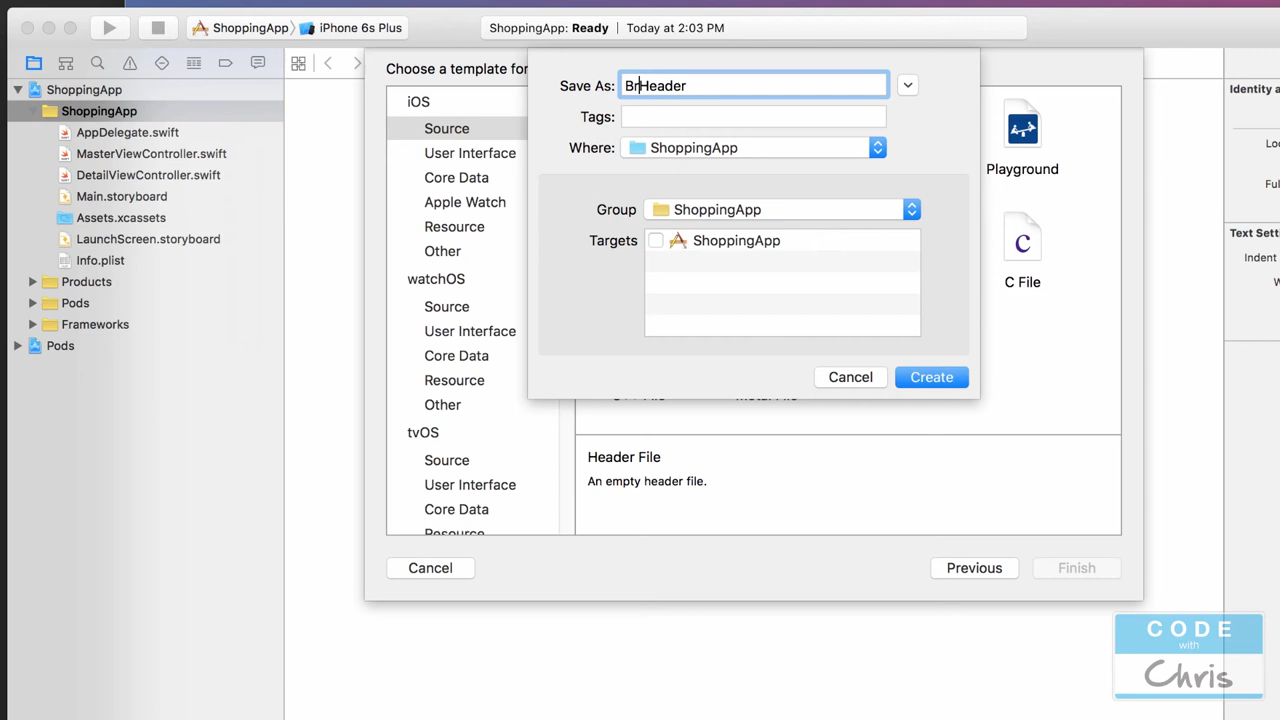 ShoppingApp
iPhone 6s Plus
ShoppingApp: Ready | Today at 2:03 PM
ShoppingApp
ShoppingApp
AppDelegate.swift
MasterViewController.swift
DetailViewController.swift
Main.storyboard
Assets.xcassets
LaunchScreen.storyboard
Info.plist
Products
Pods
Frameworks
Pods
Choose a template for
iOS
Source
User Interface
Core Data
Apple Watch
Resource
Other
watchOS
Source
User Interface
Core Data
Resource
Other
tvOS
Source
User Interface
Core Data
Resource
Save As: BrHeader
Tags:
Where: ShoppingApp
Group ShoppingApp
Targets ShoppingApp
Cancel Create
Playground
C
C File
Header File
An empty header file.
Cancel
Previous
Finish
Identity a
Loc
Ful
Text Setti
Indent
W
CODE
with
Chris